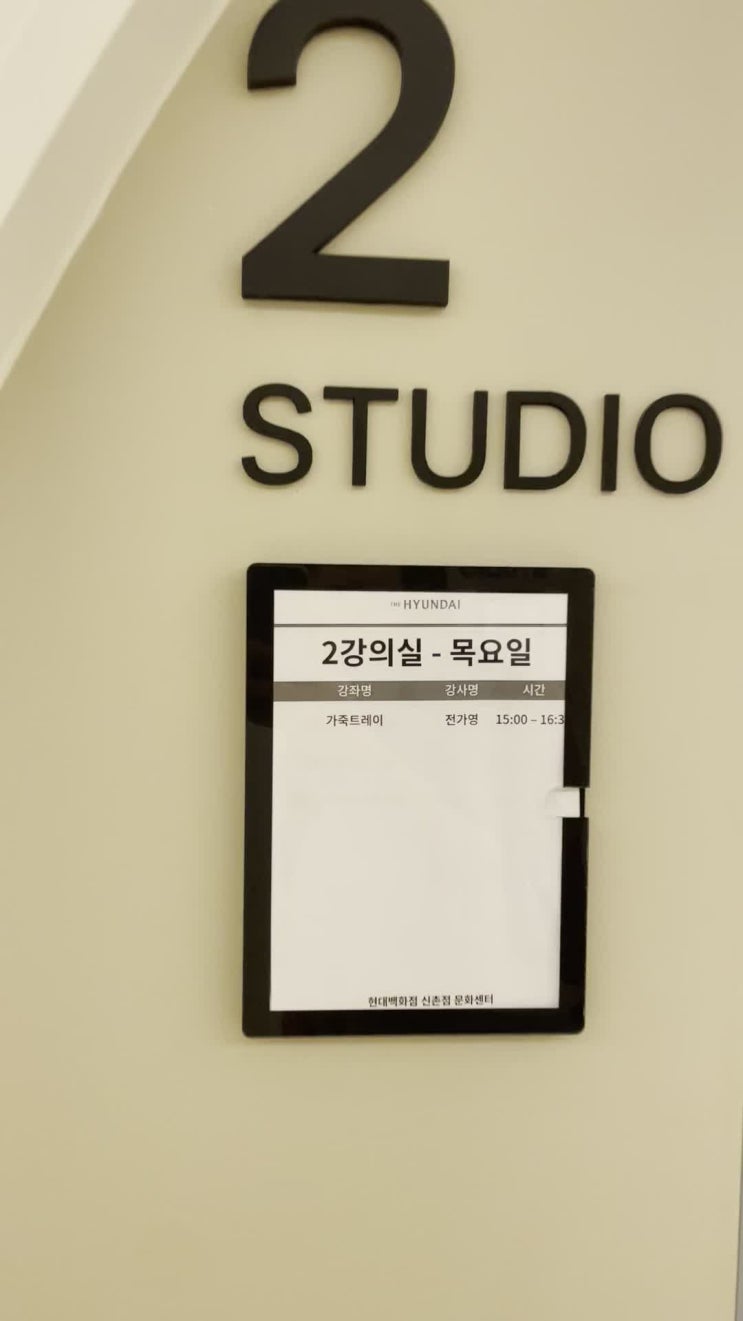 2
STUDIO
THE HYUNDAI
2강의실 - 목요일
강좌명 강사명 시간
가죽트레이 전가영 15:00 – 16:3
현대백화점 신촌점 문화센터